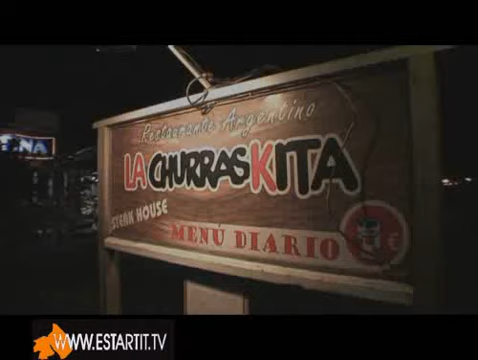 Restaurante Argentino
LA CHURRASKITA
STEAK HOUSE
MENÚ DIARIO
€
WWW.ESTARTIT.TV